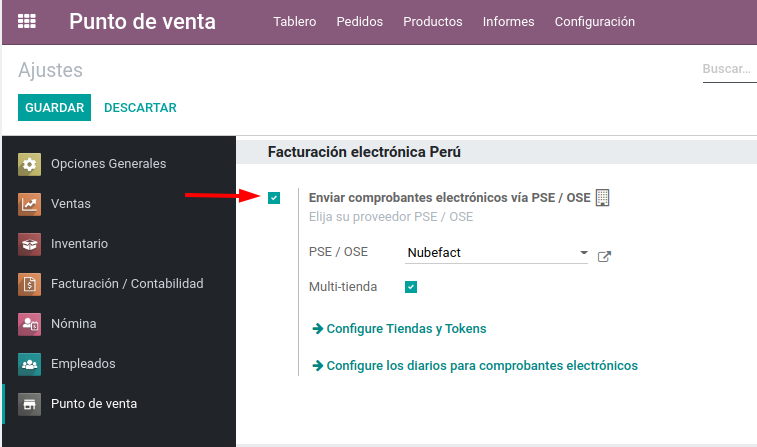 Punto de venta
Tablero Pedidos Productos Informes Configuración
Ajustes
Buscar...
GUARDAR DESCARTAR
Opciones Generales
Ventas
Inventario
Facturación / Contabilidad
Nómina
Empleados
Punto de venta
Facturación electrónica Perú
Enviar comprobantes electrónicos vía PSE / OSE
Elija su proveedor PSE / OSE
PSE / OSE Nubefact
Multi-tienda
Configure Tiendas y Tokens
Configure los diarios para comprobantes electrónicos